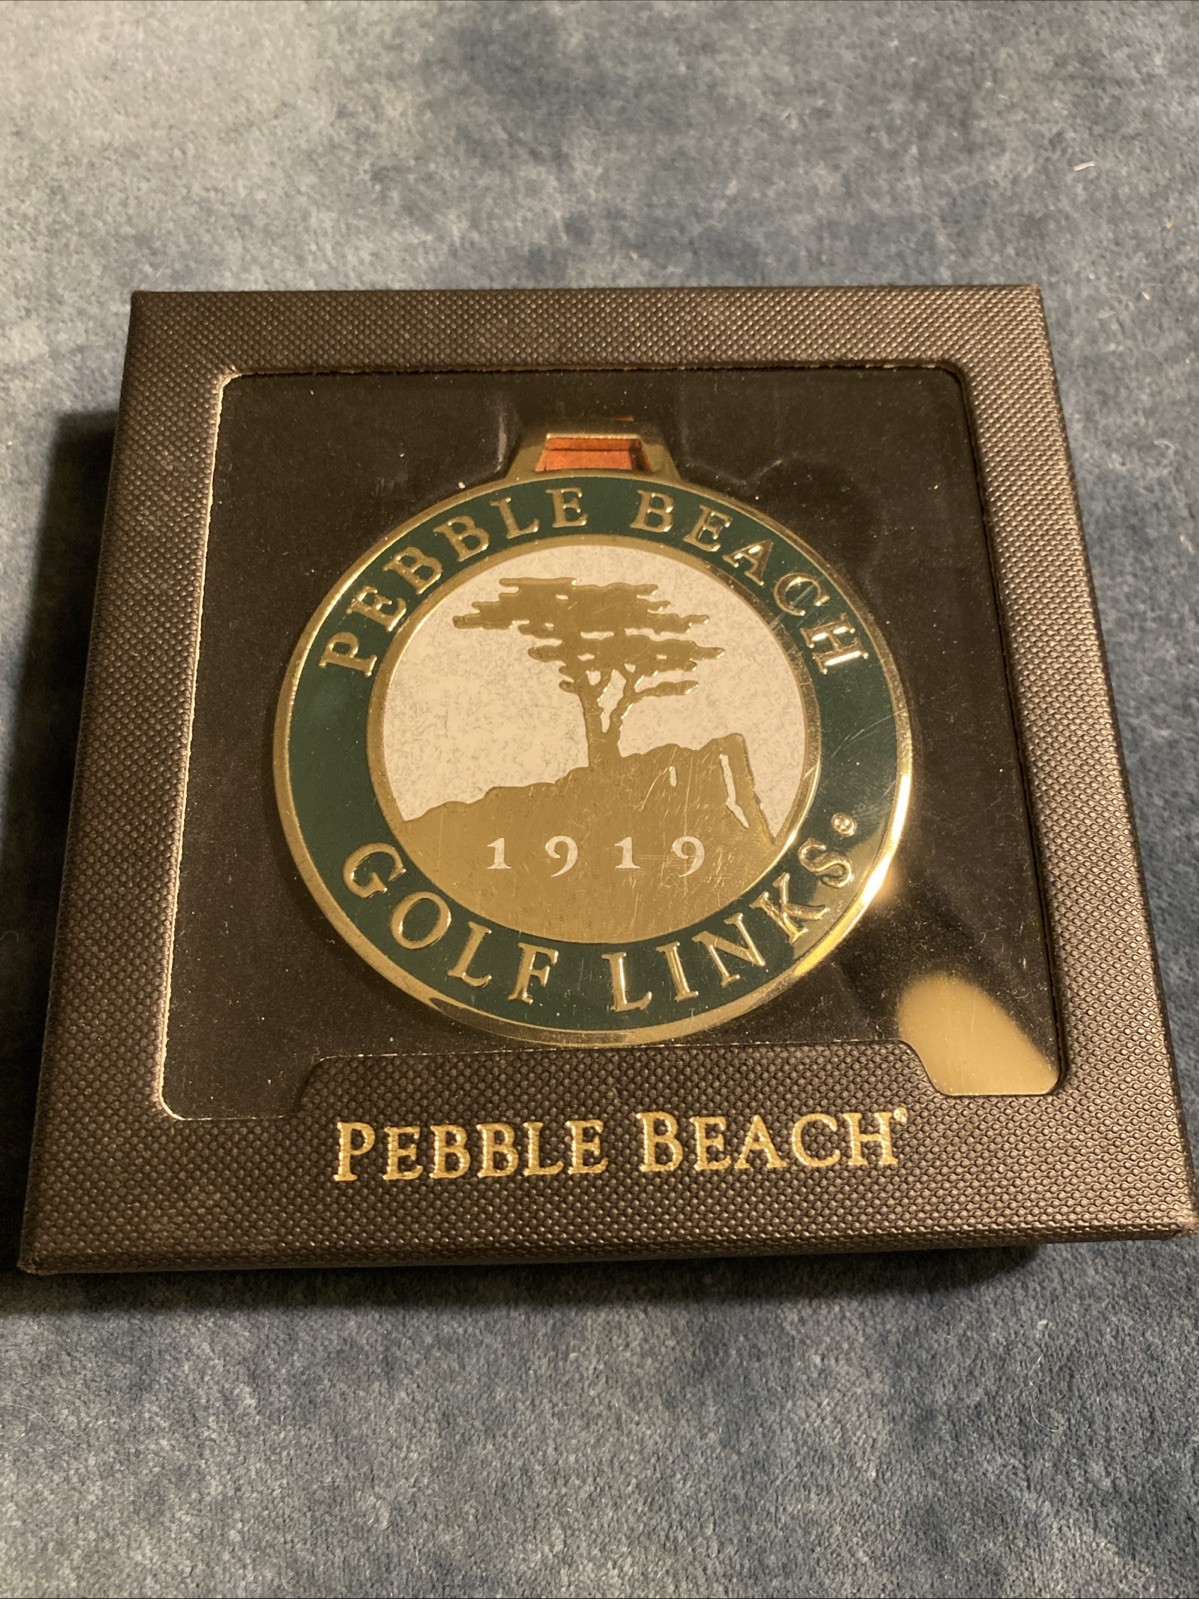 PEBBLE BEACH
1919
GOLF LINKS®
PEBBLE BEACH®